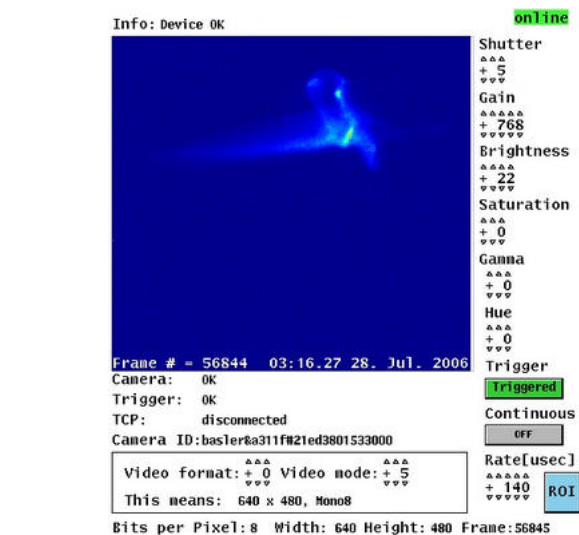 Info: Device OK
online
Shutter
+ 5
Gain
+ 768
Brightness
+ 22
Saturation
+ 0
Gamma
+ 0
Hue
+ 0
Trigger
Triggered
Continuous
OFF
Rate[usec]
+ 140
ROI
Frame # = 56844 03:16.27 28. Jul. 2006
Camera: OK
Trigger: OK
TCP: disconnected
Camera ID:basler&a311f#21ed3801533000
Video format: + 0 Video mode: + 5
This means: 640 x 480, Mono8
Bits per Pixel: 8 Width: 640 Height: 480 Frame:56845